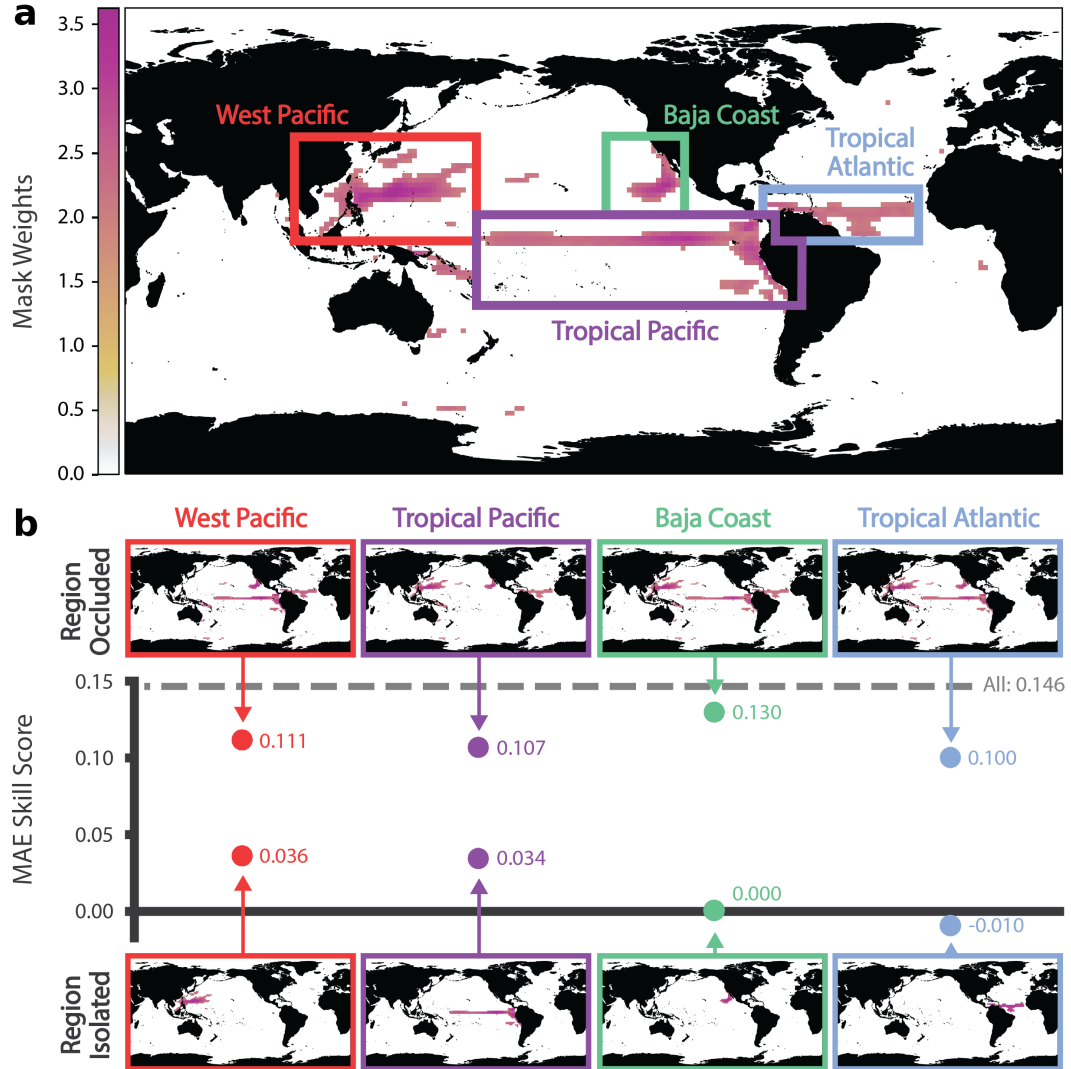 a
3.5
3.0
2.5
2.0
1.5
1.0
0.5
0.0
Mask Weights
West Pacific
Baja Coast
Tropical
Atlantic
Tropical Pacific
b
West Pacific
Tropical Pacific
Baja Coast
Tropical Atlantic
Region
Occluded
0.15
All: 0.146
0.130
0.111
0.107
0.100
0.10
MAE Skill Score
0.05
0.036
0.034
0.000
0.00
-0.010
Region
Isolated